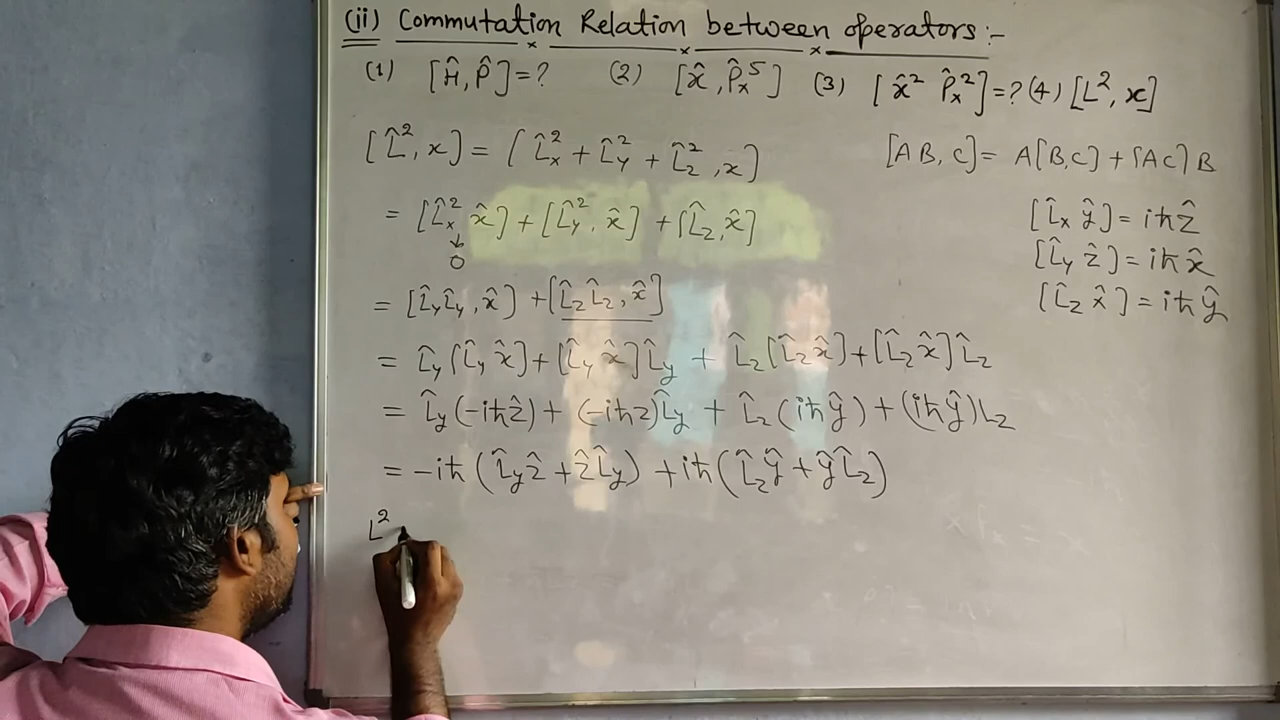 (ii) Commutation Relation between operators:-
(1) [Ĥ, P̂]=? (2) [x̂, P̂ₓ⁵] (3) [x̂² P̂ₓ²]=? (4) [L², x]
[L̂², x] = [L̂ₓ² + L̂y² + L̂z², x]
[AB, C] = A[B,C] + [AC]B
= [L̂ₓ² x̂] + [L̂y², x̂] + [L̂z, x̂]
↓
0
[L̂ₓ ŷ] = iħẑ
[L̂y ẑ] = iħx̂
[L̂z x̂] = iħŷ
= [L̂yL̂y, x̂] + [L̂zL̂z, x̂]
= L̂y[L̂y x̂] + [L̂y x̂]L̂y + L̂z[L̂z x̂] + [L̂z x̂]L̂z
= L̂y(-iħẑ) + (-iħz)L̂y + L̂z(iħŷ) + (iħŷ)Lz
= -iħ(L̂yẑ + ẑL̂y) + iħ(L̂zŷ + ŷL̂z)
L²